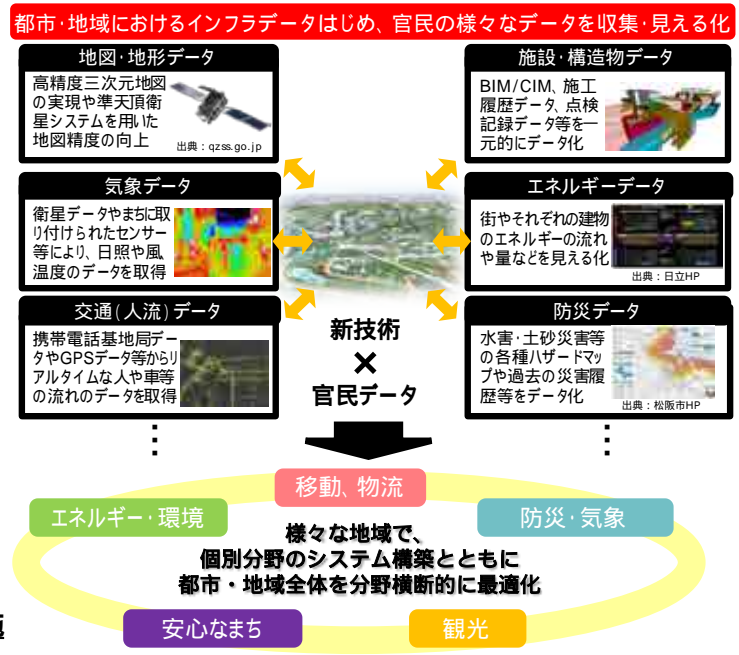 都市・地域におけるインフラデータはじめ、官民の様々なデータを収集・見える化
地図・地形データ
高精度三次元地図
の実現や準天頂衛
星システムを用いた
地図精度の向上
出典：qzss.go.jp
施設・構造物データ
BIM/CIM、施工
履歴データ、点検
記録データ等を一
元的にデータ化
気象データ
衛星データやまちに取
り付けられたセンサー
等により、日照や風、
温度のデータを取得
エネルギーデータ
街やそれぞれの建物
のエネルギーの流れ
や量などを見える化
出典：日立HP
交通(人流)データ
携帯電話基地局デー
タやGPSデータ等からリ
アルタイムな人や車等
の流れのデータを取得
防災データ
水害・土砂災害等
の各種ハザードマッ
プや過去の災害履
歴等をデータ化
出典：松阪市HP
新技術
×
官民データ
移動、物流
エネルギー・環境
防災・気象
様々な地域で、
個別分野のシステム構築とともに
都市・地域全体を分野横断的に最適化
安心なまち
観光